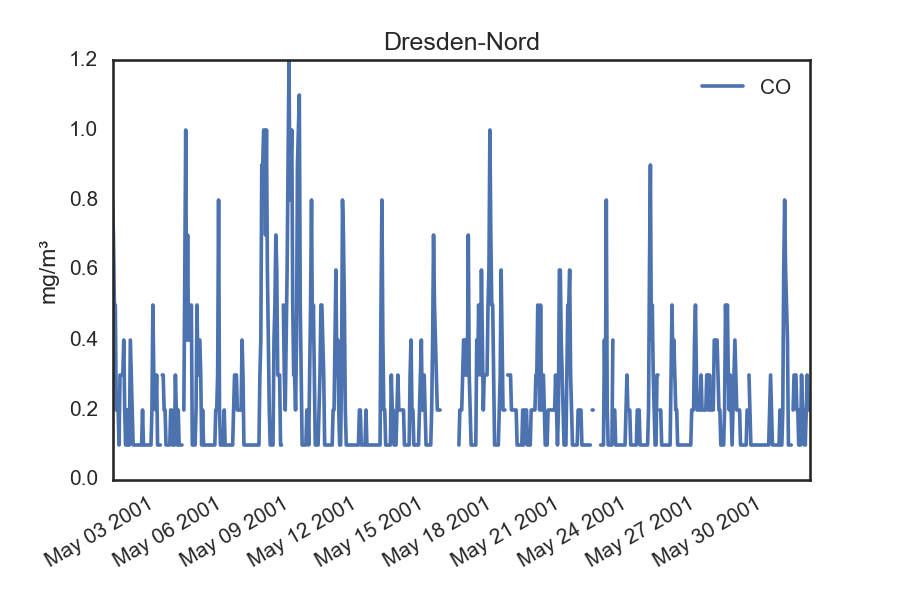 Dresden-Nord
CO
mg/m³
1.2
1.0
0.8
0.6
0.4
0.2
0.0
May 03 2001
May 06 2001
May 09 2001
May 12 2001
May 15 2001
May 18 2001
May 21 2001
May 24 2001
May 27 2001
May 30 2001